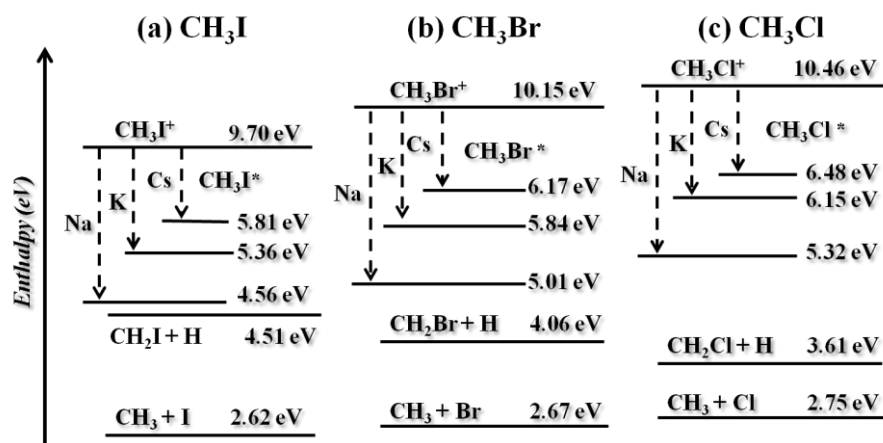 (a) CH₃I
(b) CH₃Br
(c) CH₃Cl
Enthalpy (eV)
CH₃I⁺ 9.70 eV
Na
K
Cs
CH₃I*
5.81 eV
5.36 eV
4.56 eV
CH₂I + H 4.51 eV
CH₃ + I 2.62 eV
CH₃Br⁺ 10.15 eV
Na
K
Cs
CH₃Br*
6.17 eV
5.84 eV
5.01 eV
CH₂Br + H 4.06 eV
CH₃ + Br 2.67 eV
CH₃Cl⁺ 10.46 eV
Na
K
Cs
CH₃Cl*
6.48 eV
6.15 eV
5.32 eV
CH₂Cl + H 3.61 eV
CH₃ + Cl 2.75 eV